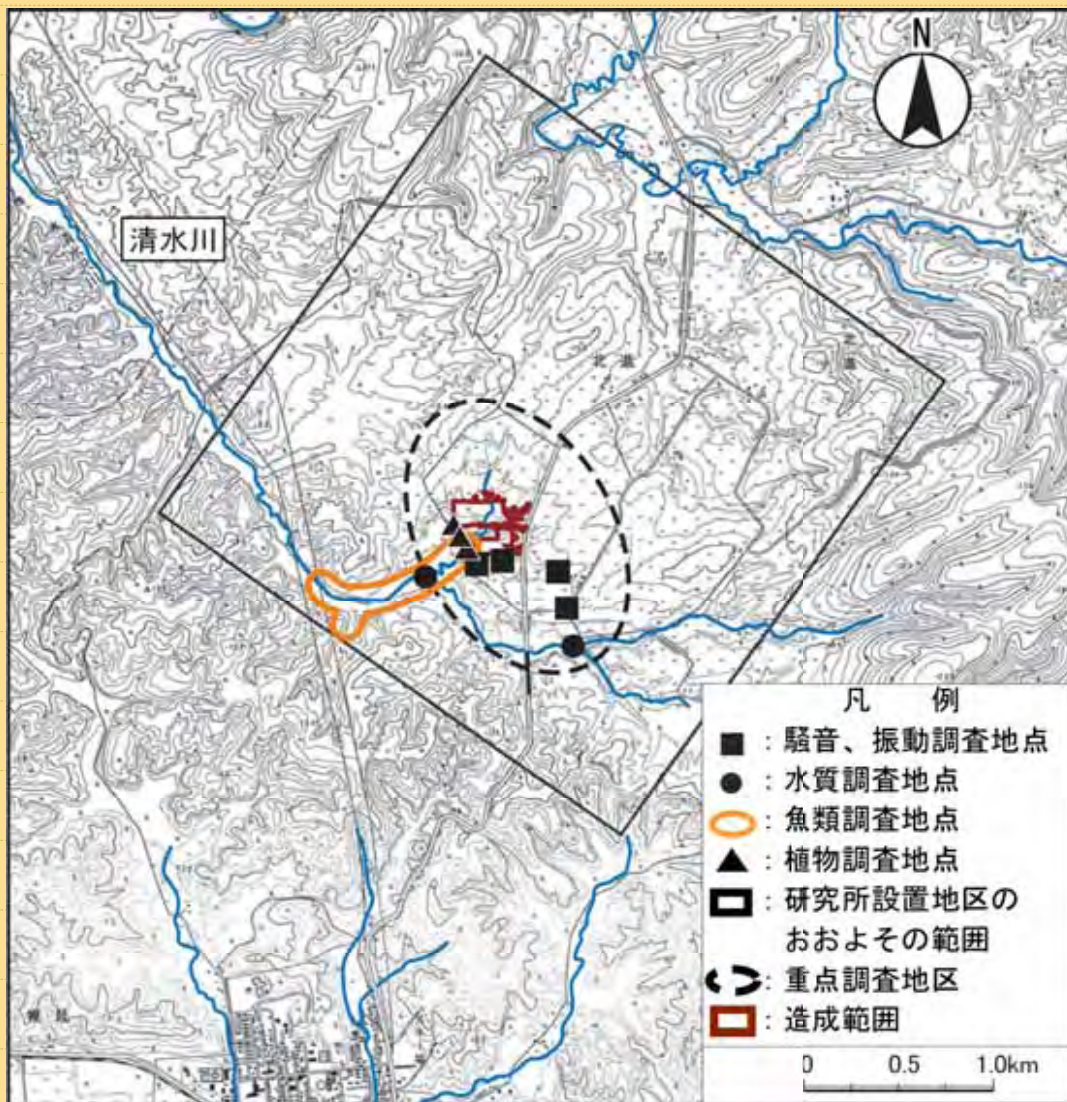 N
清水川
北進
凡 例
■ : 騒音、振動調査地点
● : 水質調査地点
: 魚類調査地点
▲ : 植物調査地点
: 研究所設置地区の
おおよその範囲
: 重点調査地区
: 造成範囲
0 0.5 1.0km